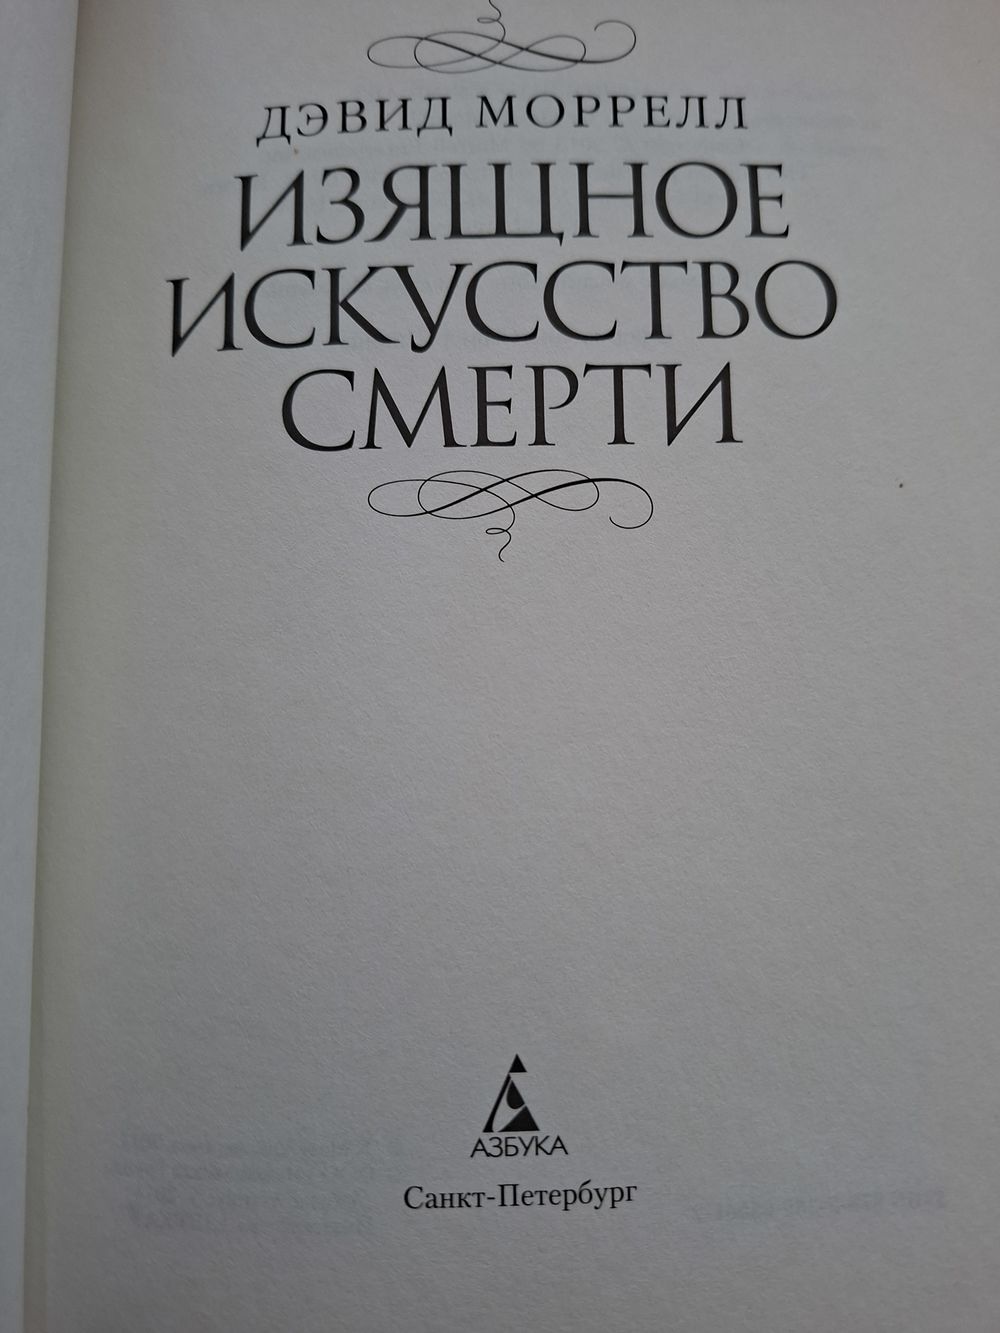 ДЭВИД МОРРЕЛЛ
ИЗЯЩНОЕ
ИСКУССТВО
СМЕРТИ
АЗБУКА
Санкт-Петербург